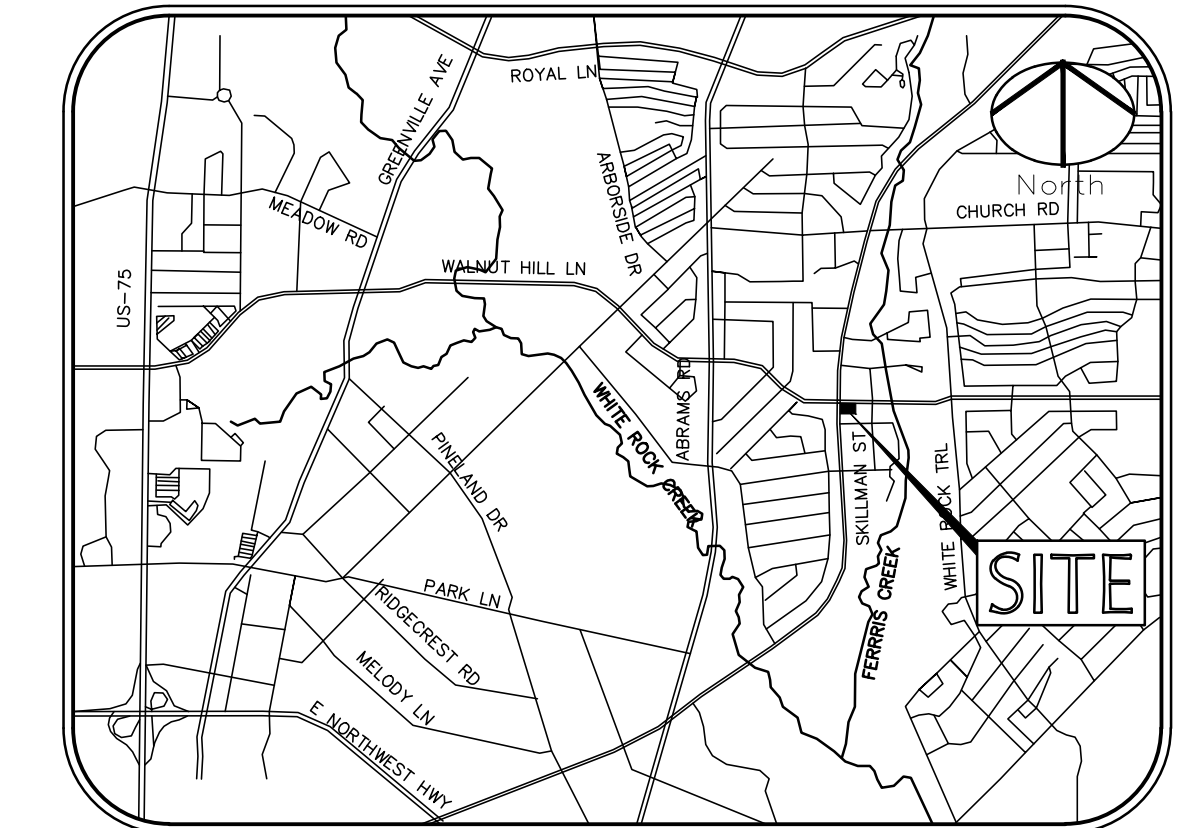 ROYAL LN
GREENVILLE AVE
ARBORSIDE DR
North
CHURCH RD
MEADOW RD
WALNUT HILL LN
US-75
WHITE ROCK CREEK
ABRAMS RD
PINELAND DR
SKILLMAN ST
WHITE ROCK TRL
SITE
FERRRIS CREEK
PARK LN
RIDGECREST RD
MELODY LN
E NORTHWEST HWY